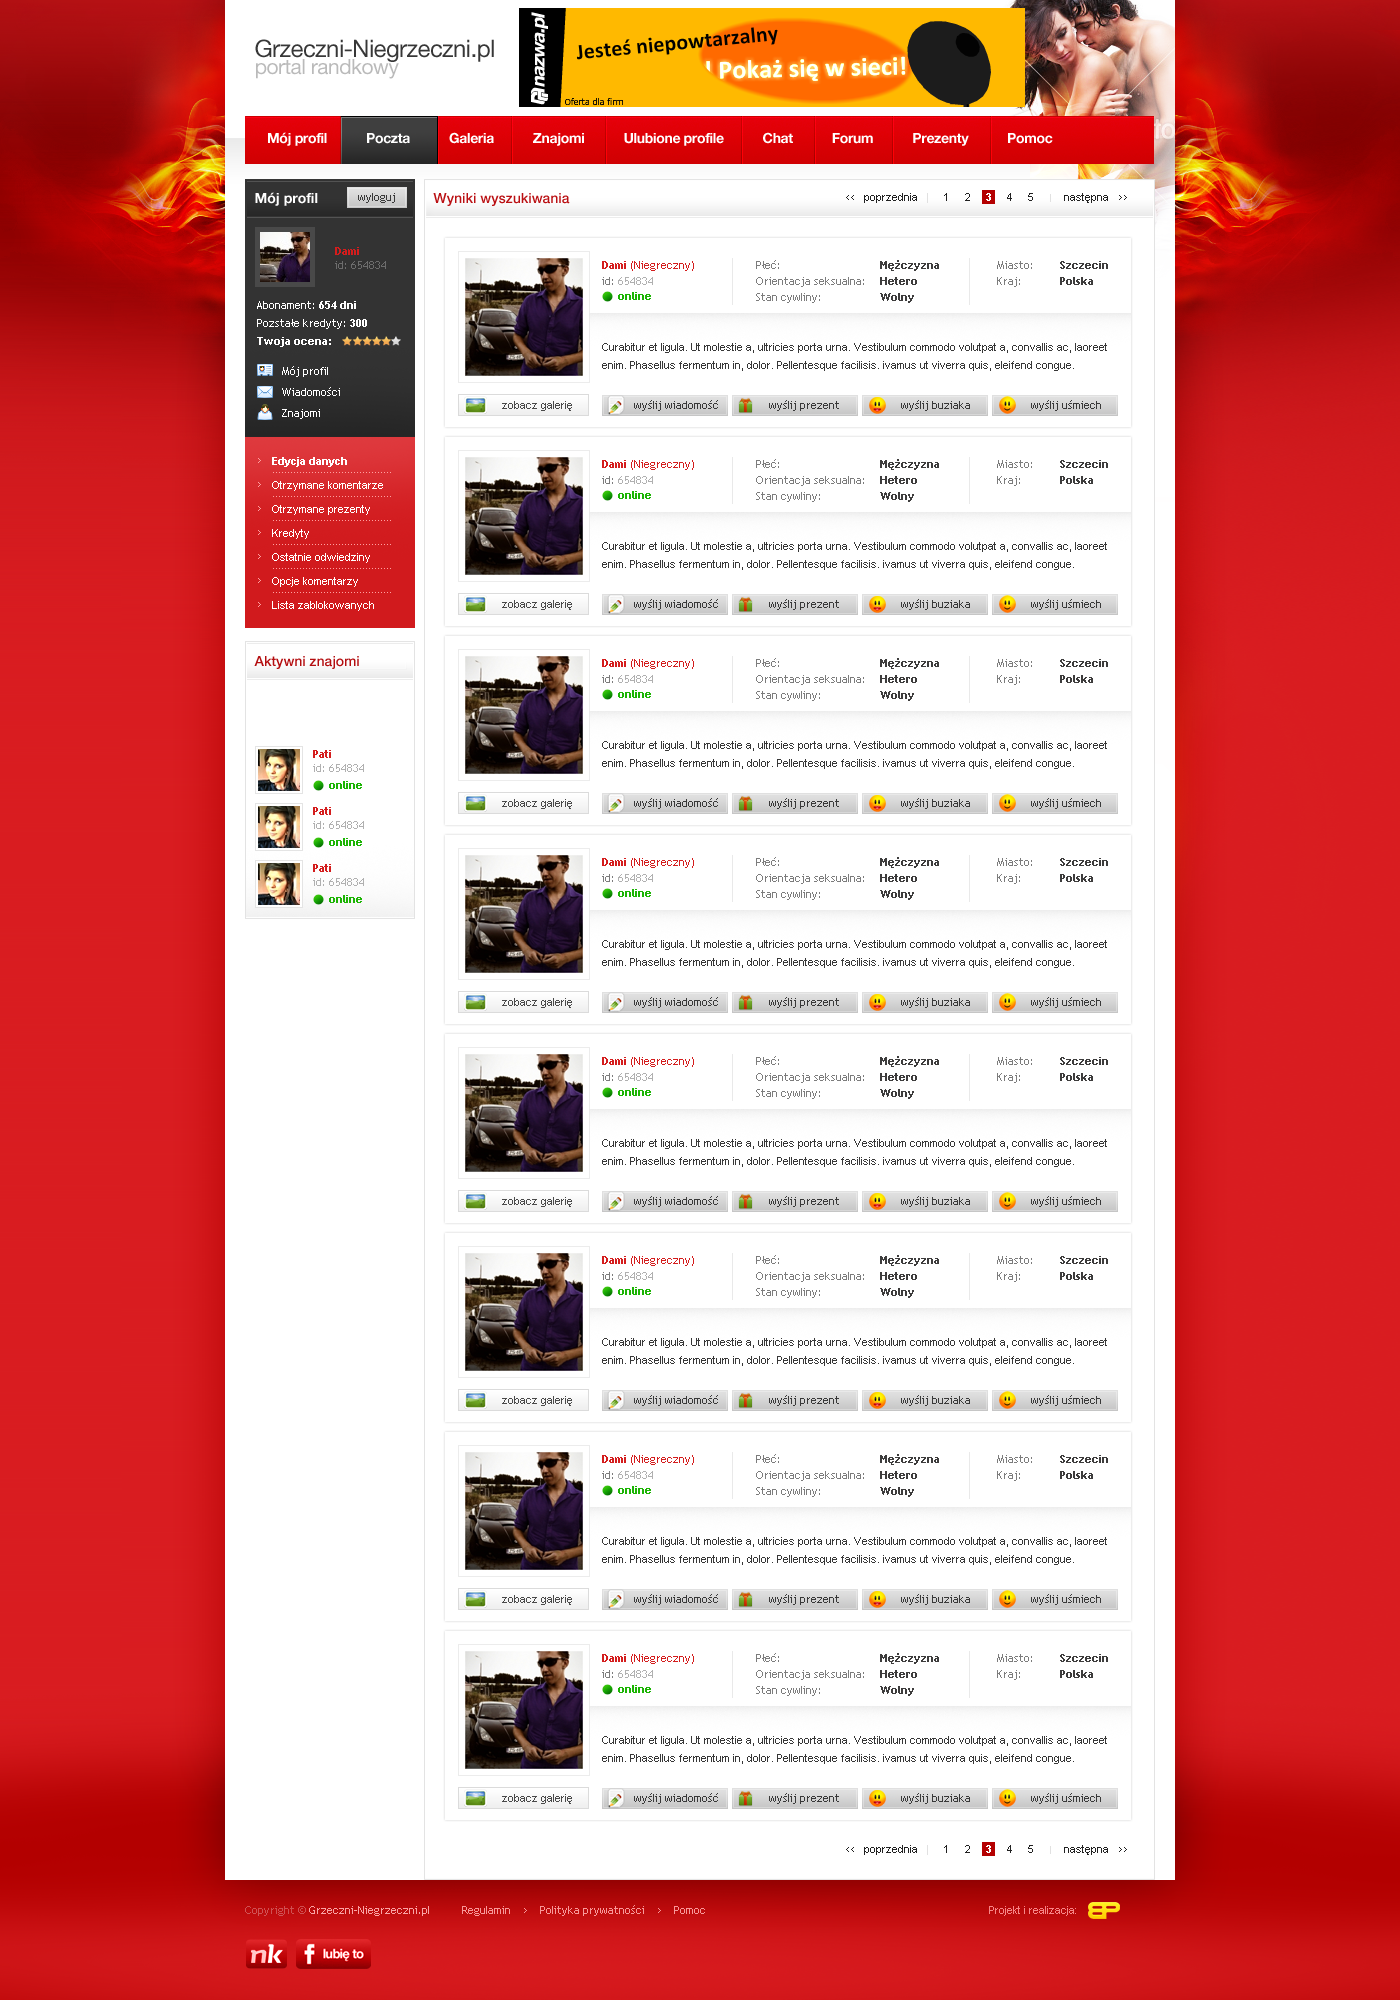 Grzeczni-Niegrzeczni.pl
portal randkowy
nazwa.pl
Jesteś niepowtarzalny
! Pokaż się w sieci!
Oferta dla firm
Mój profil
Poczta
Galeria
Znajomi
Ulubione profile
Chat
Forum
Prezenty
Pomoc
Mój profil
wyloguj
Dami
id: 654834
Abonament: 654 dni
Pozstałe kredyty: 300
Twoja ocena:
Mój profil
Wiadomości
Znajomi
Edycja danych
Otrzymane komentarze
Otrzymane prezenty
Kredyty
Ostatnie odwiedziny
Opcje komentarzy
Lista zablokowanych
Aktywni znajomi
Pati
id: 654834
online
Pati
id: 654834
online
Pati
id: 654834
online
Wyniki wyszukiwania
<< poprzednia | 1 2 3 4 5 | następna >>
Dami (Niegreczny) Płeć: Mężczyzna Miasto: Szczecin
id: 654834 Orientacja seksualna: Hetero Kraj: Polska
online Stan cywliny: Wolny
Curabitur et ligula. Ut molestie a, ultricies porta urna. Vestibulum commodo volutpat a, convallis ac, laoreet
enim. Phasellus fermentum in, dolor. Pellentesque facilisis. ivamus ut viverra quis, eleifend congue.
zobacz galerię wyślij wiadomość wyślij prezent wyślij buziaka wyślij uśmiech
Dami (Niegreczny) Płeć: Mężczyzna Miasto: Szczecin
id: 654834 Orientacja seksualna: Hetero Kraj: Polska
online Stan cywliny: Wolny
Curabitur et ligula. Ut molestie a, ultricies porta urna. Vestibulum commodo volutpat a, convallis ac, laoreet
enim. Phasellus fermentum in, dolor. Pellentesque facilisis. ivamus ut viverra quis, eleifend congue.
zobacz galerię wyślij wiadomość wyślij prezent wyślij buziaka wyślij uśmiech
Dami (Niegreczny) Płeć: Mężczyzna Miasto: Szczecin
id: 654834 Orientacja seksualna: Hetero Kraj: Polska
online Stan cywliny: Wolny
Curabitur et ligula. Ut molestie a, ultricies porta urna. Vestibulum commodo volutpat a, convallis ac, laoreet
enim. Phasellus fermentum in, dolor. Pellentesque facilisis. ivamus ut viverra quis, eleifend congue.
zobacz galerię wyślij wiadomość wyślij prezent wyślij buziaka wyślij uśmiech
Dami (Niegreczny) Płeć: Mężczyzna Miasto: Szczecin
id: 654834 Orientacja seksualna: Hetero Kraj: Polska
online Stan cywliny: Wolny
Curabitur et ligula. Ut molestie a, ultricies porta urna. Vestibulum commodo volutpat a, convallis ac, laoreet
enim. Phasellus fermentum in, dolor. Pellentesque facilisis. ivamus ut viverra quis, eleifend congue.
zobacz galerię wyślij wiadomość wyślij prezent wyślij buziaka wyślij uśmiech
Dami (Niegreczny) Płeć: Mężczyzna Miasto: Szczecin
id: 654834 Orientacja seksualna: Hetero Kraj: Polska
online Stan cywliny: Wolny
Curabitur et ligula. Ut molestie a, ultricies porta urna. Vestibulum commodo volutpat a, convallis ac, laoreet
enim. Phasellus fermentum in, dolor. Pellentesque facilisis. ivamus ut viverra quis, eleifend congue.
zobacz galerię wyślij wiadomość wyślij prezent wyślij buziaka wyślij uśmiech
Dami (Niegreczny) Płeć: Mężczyzna Miasto: Szczecin
id: 654834 Orientacja seksualna: Hetero Kraj: Polska
online Stan cywliny: Wolny
Curabitur et ligula. Ut molestie a, ultricies porta urna. Vestibulum commodo volutpat a, convallis ac, laoreet
enim. Phasellus fermentum in, dolor. Pellentesque facilisis. ivamus ut viverra quis, eleifend congue.
zobacz galerię wyślij wiadomość wyślij prezent wyślij buziaka wyślij uśmiech
Dami (Niegreczny) Płeć: Mężczyzna Miasto: Szczecin
id: 654834 Orientacja seksualna: Hetero Kraj: Polska
online Stan cywliny: Wolny
Curabitur et ligula. Ut molestie a, ultricies porta urna. Vestibulum commodo volutpat a, convallis ac, laoreet
enim. Phasellus fermentum in, dolor. Pellentesque facilisis. ivamus ut viverra quis, eleifend congue.
zobacz galerię wyślij wiadomość wyślij prezent wyślij buziaka wyślij uśmiech
Dami (Niegreczny) Płeć: Mężczyzna Miasto: Szczecin
id: 654834 Orientacja seksualna: Hetero Kraj: Polska
online Stan cywliny: Wolny
Curabitur et ligula. Ut molestie a, ultricies porta urna. Vestibulum commodo volutpat a, convallis ac, laoreet
enim. Phasellus fermentum in, dolor. Pellentesque facilisis. ivamus ut viverra quis, eleifend congue.
zobacz galerię wyślij wiadomość wyślij prezent wyślij buziaka wyślij uśmiech
<< poprzednia | 1 2 3 4 5 | następna >>
Copyright © Grzeczni-Niegrzeczni.pl Regulamin > Polityka prywatności > Pomoc
Projekt i realizacja: BP
nk
f lubię to